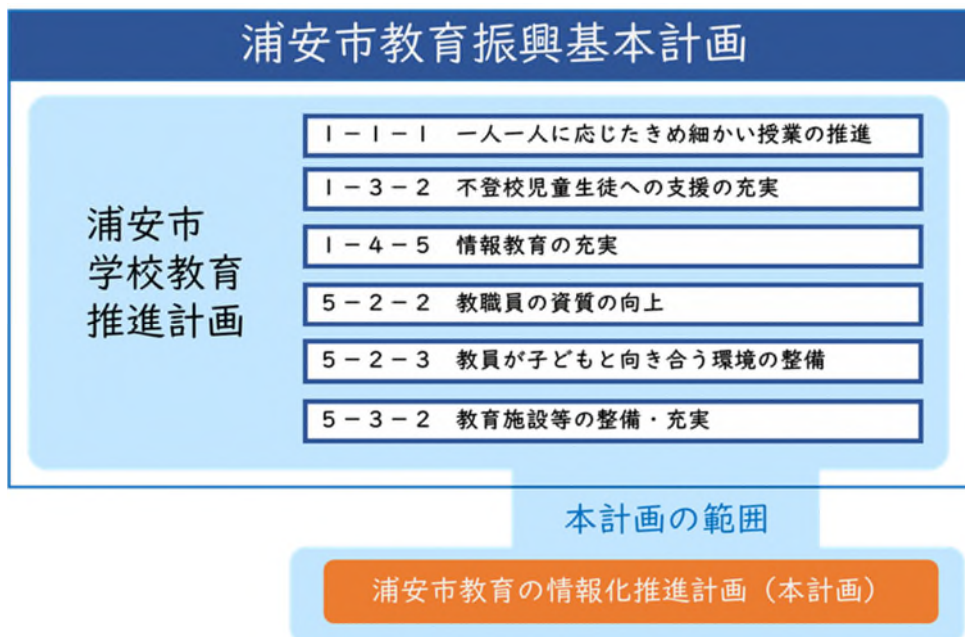 浦安市教育振興基本計画
浦安市
学校教育
推進計画
1－1－1　一人一人に応じたきめ細かい授業の推進
1－3－2　不登校児童生徒への支援の充実
1－4－5　情報教育の充実
5－2－2　教職員の資質の向上
5－2－3　教員が子どもと向き合う環境の整備
5－3－2　教育施設等の整備・充実
本計画の範囲
浦安市教育の情報化推進計画（本計画）